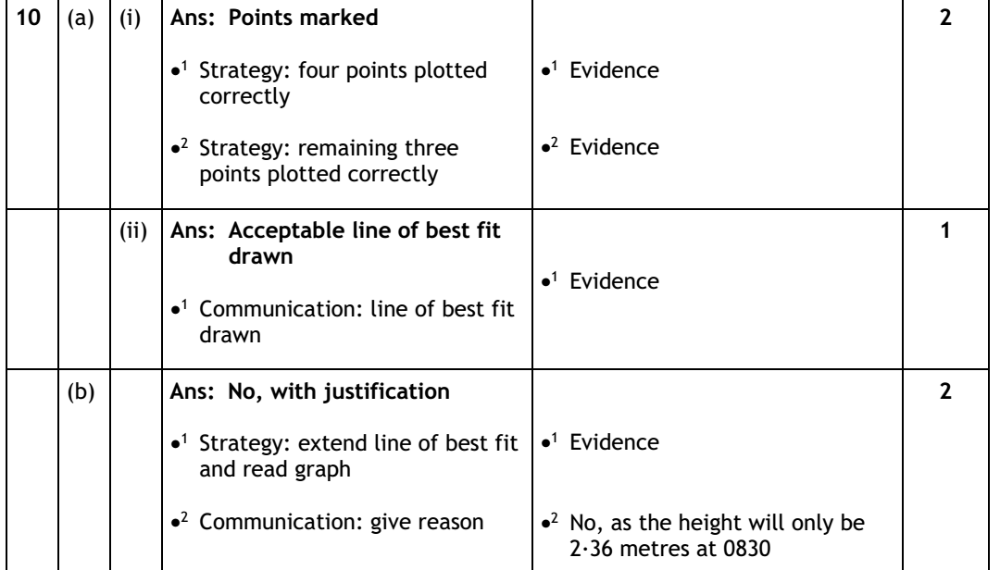 10 (a) (i) Ans: Points marked 2
•¹ Strategy: four points plotted •¹ Evidence
correctly
•² Strategy: remaining three •² Evidence
points plotted correctly
(ii) Ans: Acceptable line of best fit 1
drawn
•¹ Evidence
•¹ Communication: line of best fit
drawn
(b) Ans: No, with justification 2
•¹ Strategy: extend line of best fit •¹ Evidence
and read graph
•² Communication: give reason •² No, as the height will only be
2·36 metres at 0830